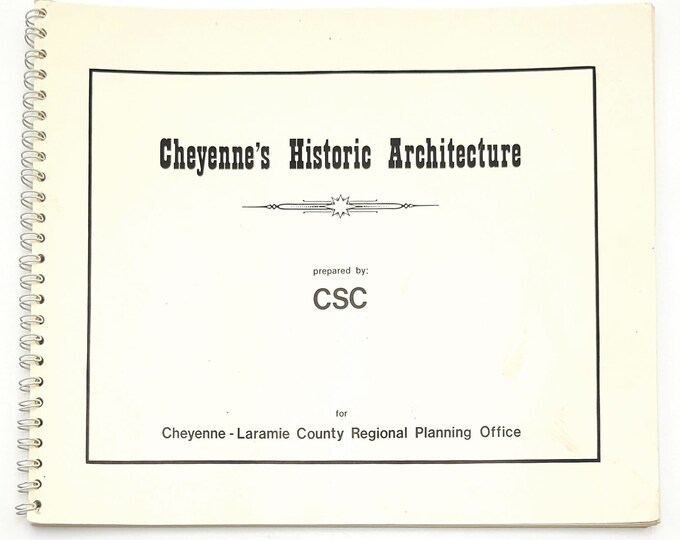 Cheyenne's Historic Architecture
prepared by:
CSC
for
Cheyenne - Laramie County Regional Planning Office